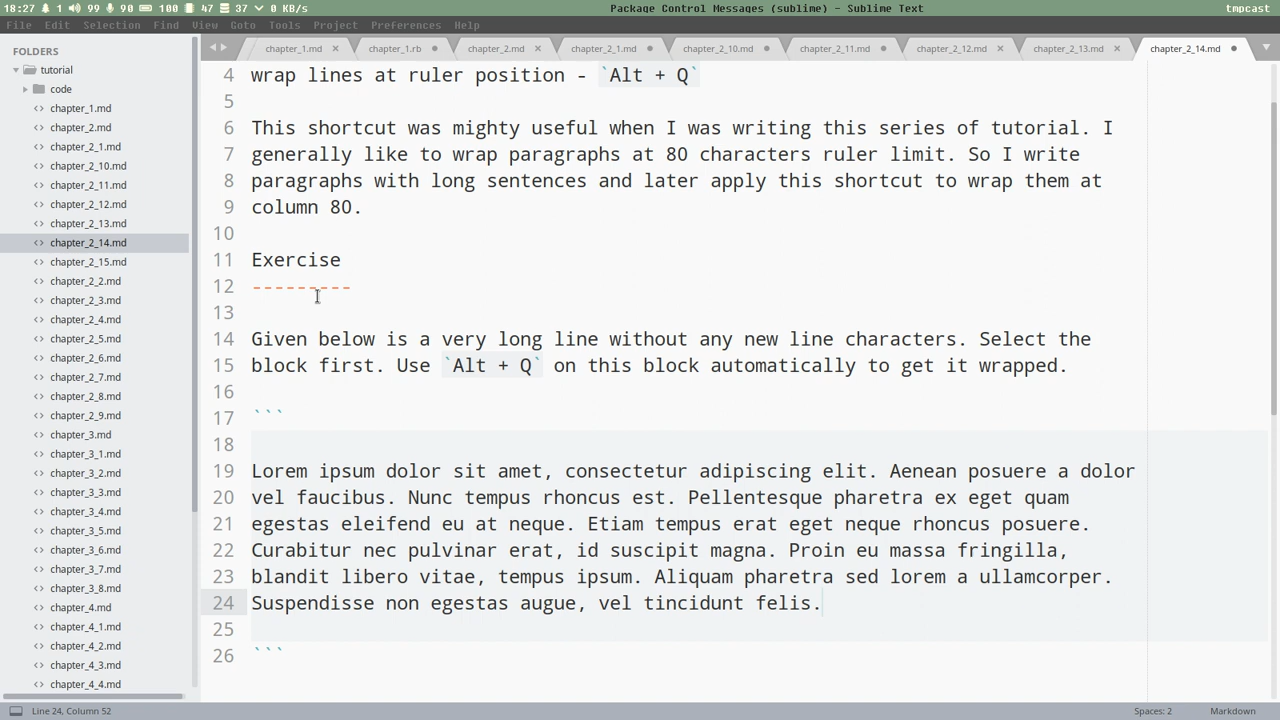 18:27 1 99 90 100 47 37 0 KB/s Package Control Messages (sublime) - Sublime Text tmpcast
File Edit Selection Find View Goto Tools Project Preferences Help
FOLDERS
tutorial
code
chapter_1.md
chapter_2.md
chapter_2_1.md
chapter_2_10.md
chapter_2_11.md
chapter_2_12.md
chapter_2_13.md
chapter_2_14.md
chapter_2_15.md
chapter_2_2.md
chapter_2_3.md
chapter_2_4.md
chapter_2_5.md
chapter_2_6.md
chapter_2_7.md
chapter_2_8.md
chapter_2_9.md
chapter_3.md
chapter_3_1.md
chapter_3_2.md
chapter_3_3.md
chapter_3_4.md
chapter_3_5.md
chapter_3_6.md
chapter_3_7.md
chapter_3_8.md
chapter_4.md
chapter_4_1.md
chapter_4_2.md
chapter_4_3.md
chapter_4_4.md
chapter_1.md chapter_1.rb chapter_2.md chapter_2_1.md chapter_2_10.md chapter_2_11.md chapter_2_12.md chapter_2_13.md chapter_2_14.md
4 wrap lines at ruler position - `Alt + Q`
5
6 This shortcut was mighty useful when I was writing this series of tutorial. I
7 generally like to wrap paragraphs at 80 characters ruler limit. So I write
8 paragraphs with long sentences and later apply this shortcut to wrap them at
9 column 80.
10
11 Exercise
12 ---------
13
14 Given below is a very long line without any new line characters. Select the
15 block first. Use `Alt + Q` on this block automatically to get it wrapped.
16
17 ```
18
19 Lorem ipsum dolor sit amet, consectetur adipiscing elit. Aenean posuere a dolor
20 vel faucibus. Nunc tempus rhoncus est. Pellentesque pharetra ex eget quam
21 egestas eleifend eu at neque. Etiam tempus erat eget neque rhoncus posuere.
22 Curabitur nec pulvinar erat, id suscipit magna. Proin eu massa fringilla,
23 blandit libero vitae, tempus ipsum. Aliquam pharetra sed lorem a ullamcorper.
24 Suspendisse non egestas augue, vel tincidunt felis.
25
26 ```
Line 24, Column 52 Spaces: 2 Markdown